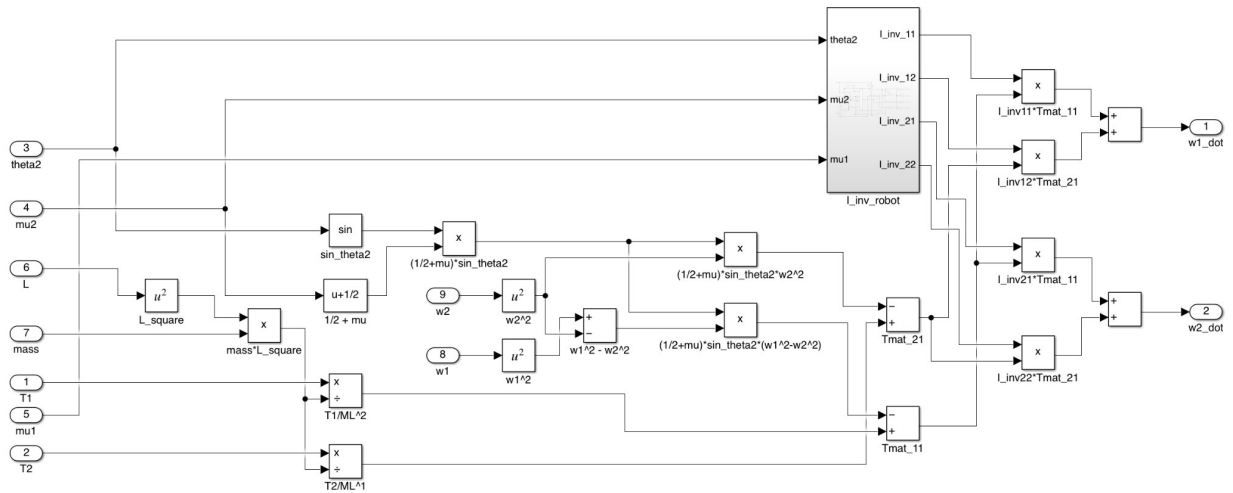 theta2
mu2
mu1
I_inv_11
I_inv_12
I_inv_21
I_inv_22
I_inv_robot
x
I_inv11*Tmat_11
+
+
1
w1_dot
x
I_inv12*Tmat_21
3
theta2
4
mu2
sin
sin_theta2
x
(1/2+mu)*sin_theta2
x
(1/2+mu)*sin_theta2*w2^2
x
I_inv21*Tmat_11
6
L
u²
L_square
u+1/2
1/2 + mu
9
w2
u²
w2^2
+
−
w1^2 - w2^2
x
(1/2+mu)*sin_theta2*(w1^2-w2^2)
−
+
Tmat_21
+
+
2
w2_dot
7
mass
x
mass*L_square
8
w1
u²
w1^2
x
I_inv22*Tmat_21
1
T1
x
÷
T1/ML^2
5
mu1
−
+
Tmat_11
2
T2
x
÷
T2/ML^1